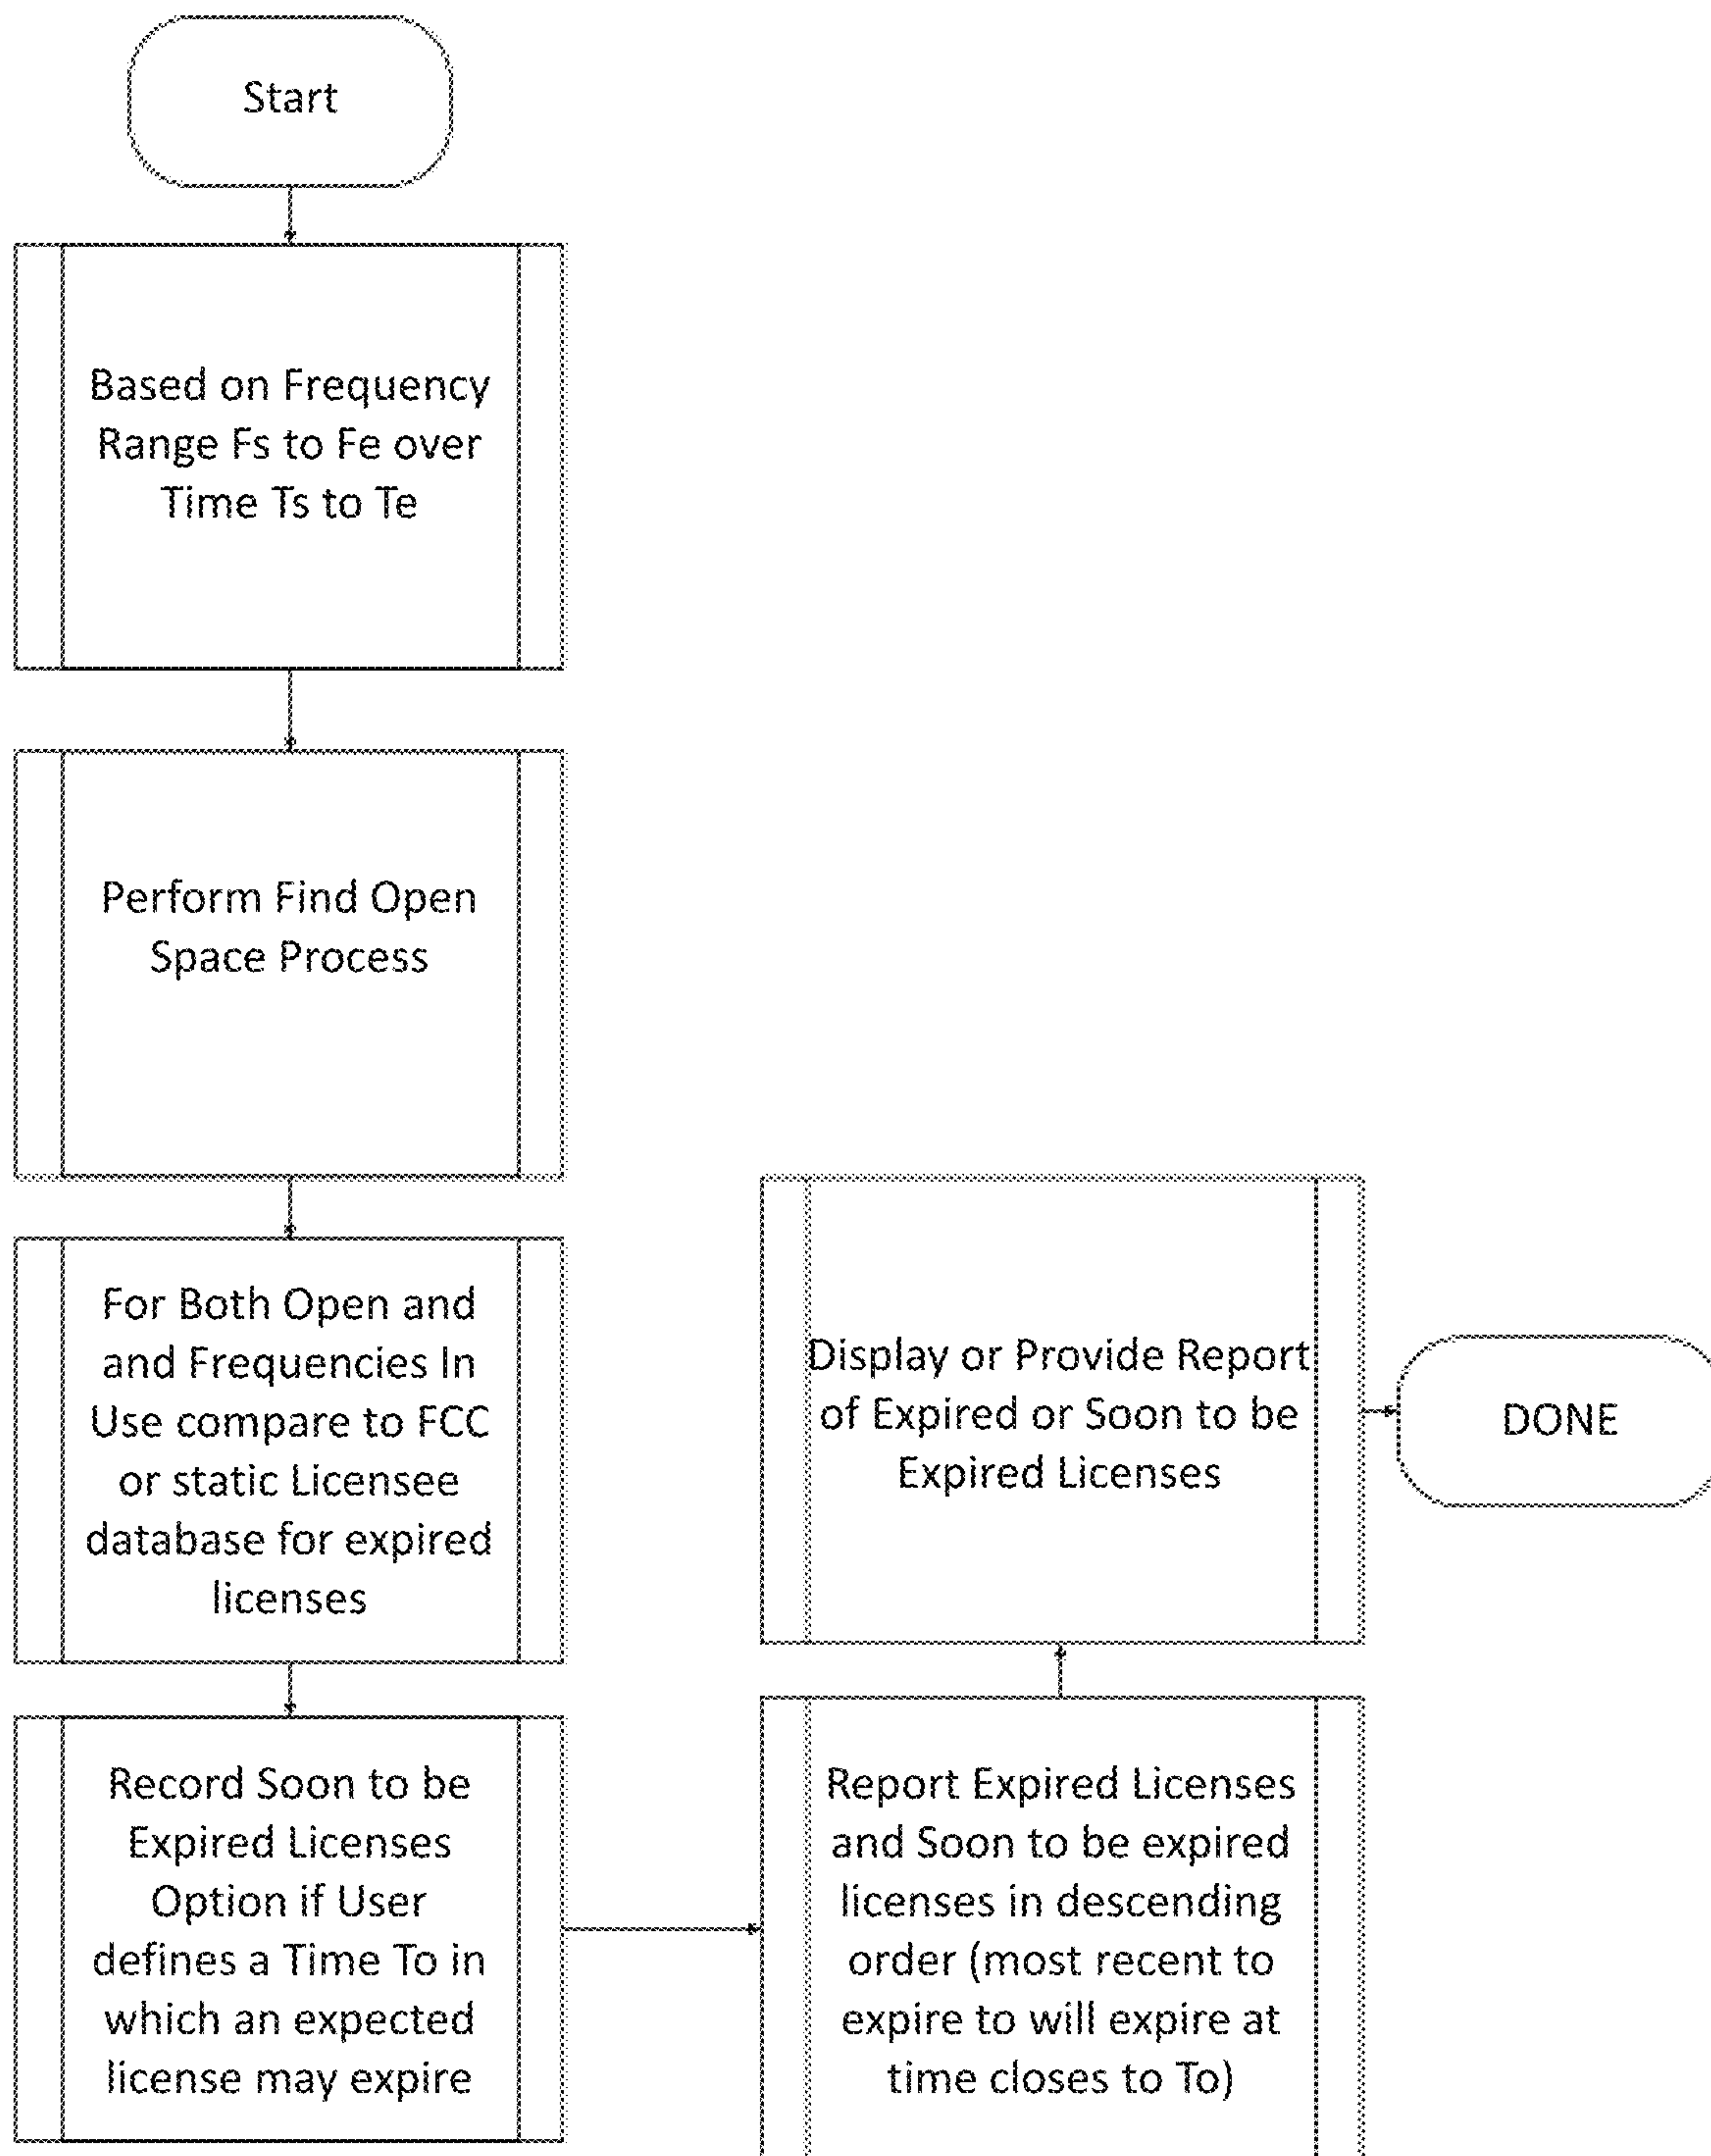 Start
Based on Frequency
Range Fs to Fe over
Time Ts to Te
Perform Find Open
Space Process
For Both Open and
and Frequencies In
Use compare to FCC
or static Licensee
database for expired
licenses
Record Soon to be
Expired Licenses
Option if User
defines a Time To in
which an expected
license may expire
Report Expired Licenses
and Soon to be expired
licenses in descending
order (most recent to
expire to will expire at
time closes to To)
Display or Provide Report
of Expired or Soon to be
Expired Licenses
DONE